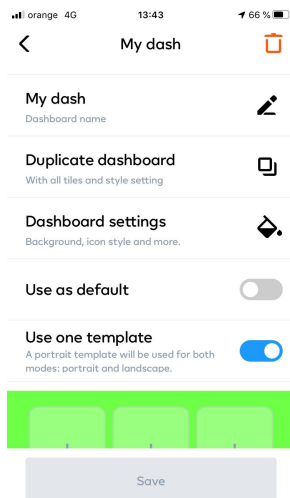 orange 4G 13:43 66 %
My dash
My dash
Dashboard name
Duplicate dashboard
With all tiles and style setting
Dashboard settings
Background, icon style and more.
Use as default
Use one template
A portrait template will be used for both
modes: portrait and landscape.
Save